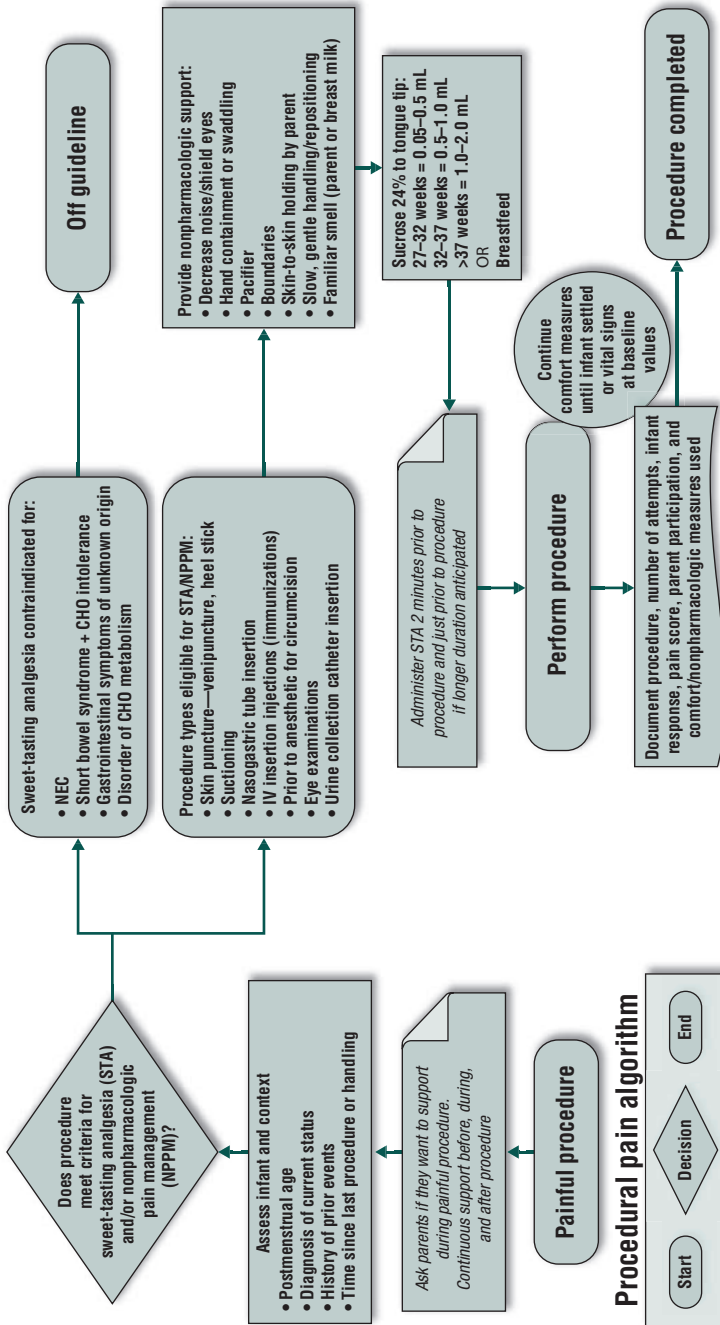 Procedural pain algorithm
Start
Decision
End
Painful procedure
Ask parents if they want to support
during painful procedure.
Continuous support before, during,
and after procedure
Assess infant and context
• Postmenstrual age
• Diagnosis of current status
• History of prior events
• Time since last procedure or handling
Does procedure
meet criteria for
sweet-tasting analgesia (STA)
and/or nonpharmacologic
pain management
(NPPM)?
Sweet-tasting analgesia contraindicated for:
• NEC
• Short bowel syndrome + CHO intolerance
• Gastrointestinal symptoms of unknown origin
• Disorder of CHO metabolism
Off guideline
Procedure types eligible for STA/NPPM:
• Skin puncture—venipuncture, heel stick
• Suctioning
• Nasogastric tube insertion
• IV insertion injections (immunizations)
• Prior to anesthetic for circumcision
• Eye examinations
• Urine collection catheter insertion
Provide nonpharmacologic support:
• Decrease noise/shield eyes
• Hand containment or swaddling
• Pacifier
• Boundaries
• Skin-to-skin holding by parent
• Slow, gentle handling/repositioning
• Familiar smell (parent or breast milk)
Sucrose 24% to tongue tip:
27–32 weeks = 0.05–0.5 mL
32–37 weeks = 0.5–1.0 mL
>37 weeks = 1.0–2.0 mL
OR
Breastfeed
Administer STA 2 minutes prior to
procedure and just prior to procedure
if longer duration anticipated
Perform procedure
Continue
comfort measures
until infant settled
or vital signs
at baseline
values
Document procedure, number of attempts, infant
response, pain score, parent participation, and
comfort/nonpharmacologic measures used
Procedure completed